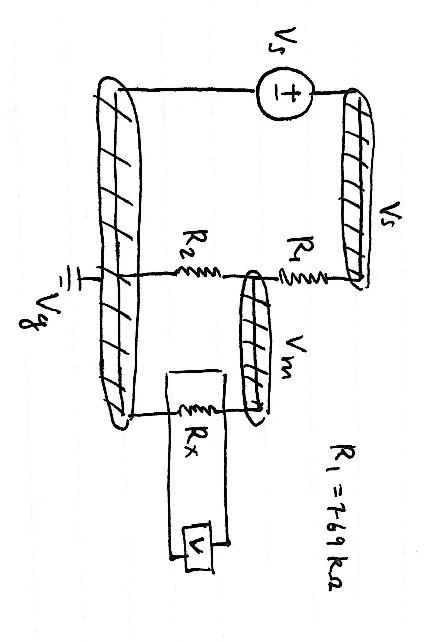 Vs
R₁ = 769 kΩ
Vs
+
−
R₁
Vm
R₂
Rx
V
Vg